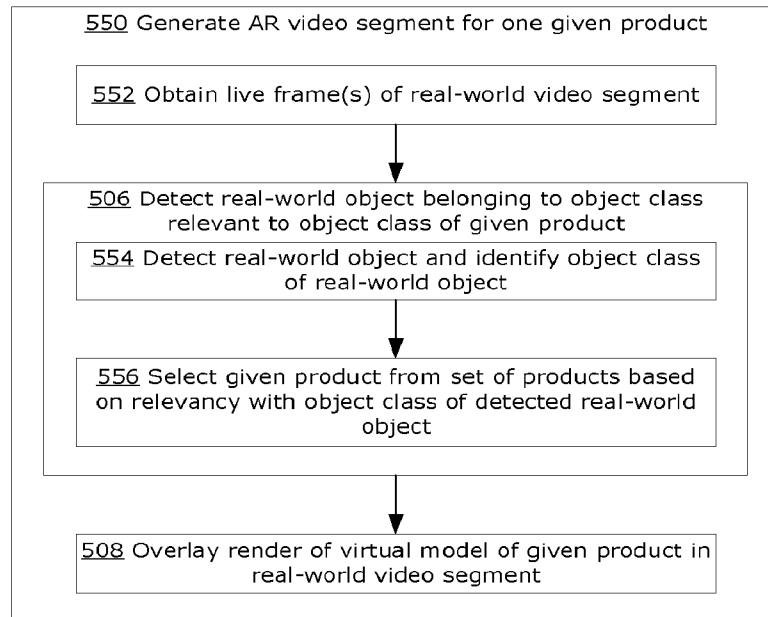 550 Generate AR video segment for one given product
552 Obtain live frame(s) of real-world video segment
506 Detect real-world object belonging to object class
relevant to object class of given product
554 Detect real-world object and identify object class
of real-world object
556 Select given product from set of products based
on relevancy with object class of detected real-world
object
508 Overlay render of virtual model of given product in
real-world video segment